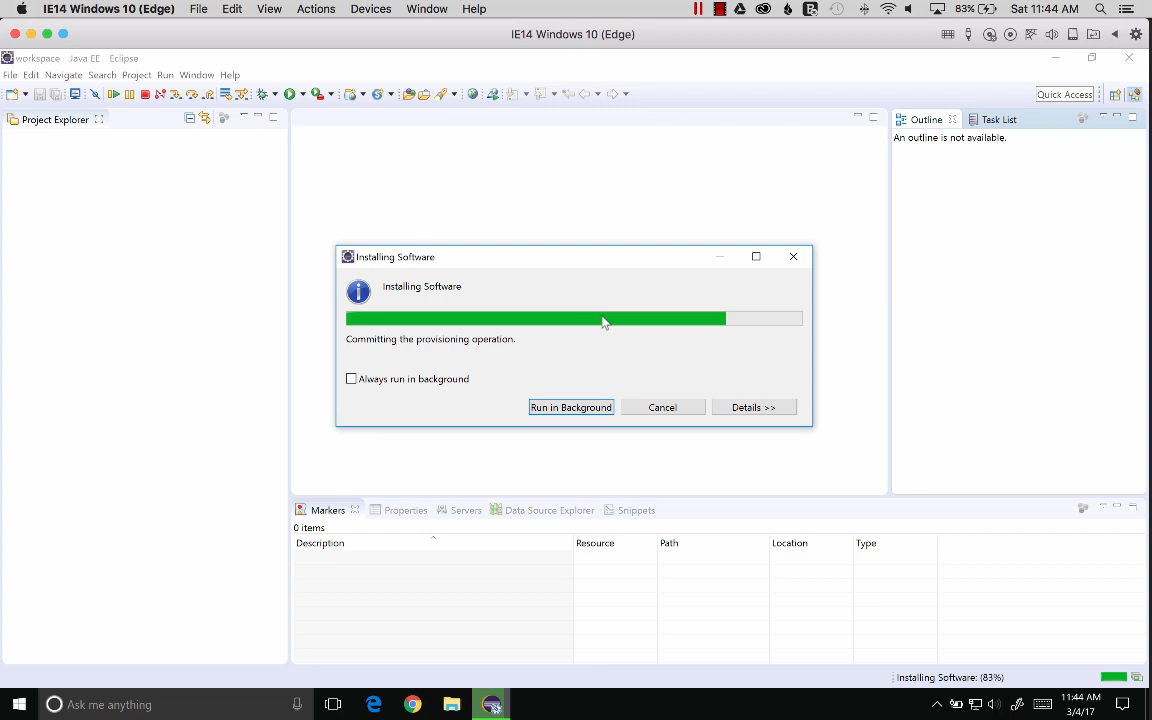 IE14 Windows 10 (Edge) File Edit View Actions Devices Window Help 83% Sat 11:44 AM
IE14 Windows 10 (Edge)
workspace Java EE Eclipse
File Edit Navigate Search Project Run Window Help
Quick Access
Project Explorer
Outline Task List
An outline is not available.
Installing Software
Installing Software
Committing the provisioning operation.
Always run in background
Run in Background Cancel Details >>
Markers Properties Servers Data Source Explorer Snippets
0 items
Description Resource Path Location Type
Installing Software: (83%)
Ask me anything
11:44 AM
3/4/17